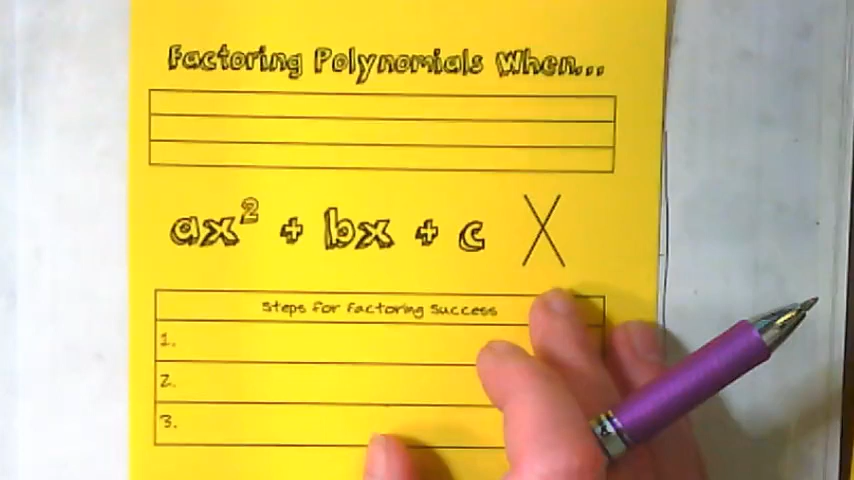 Factoring Polynomials When...
ax² + bx + c
Steps for Factoring Success
1.
2.
3.